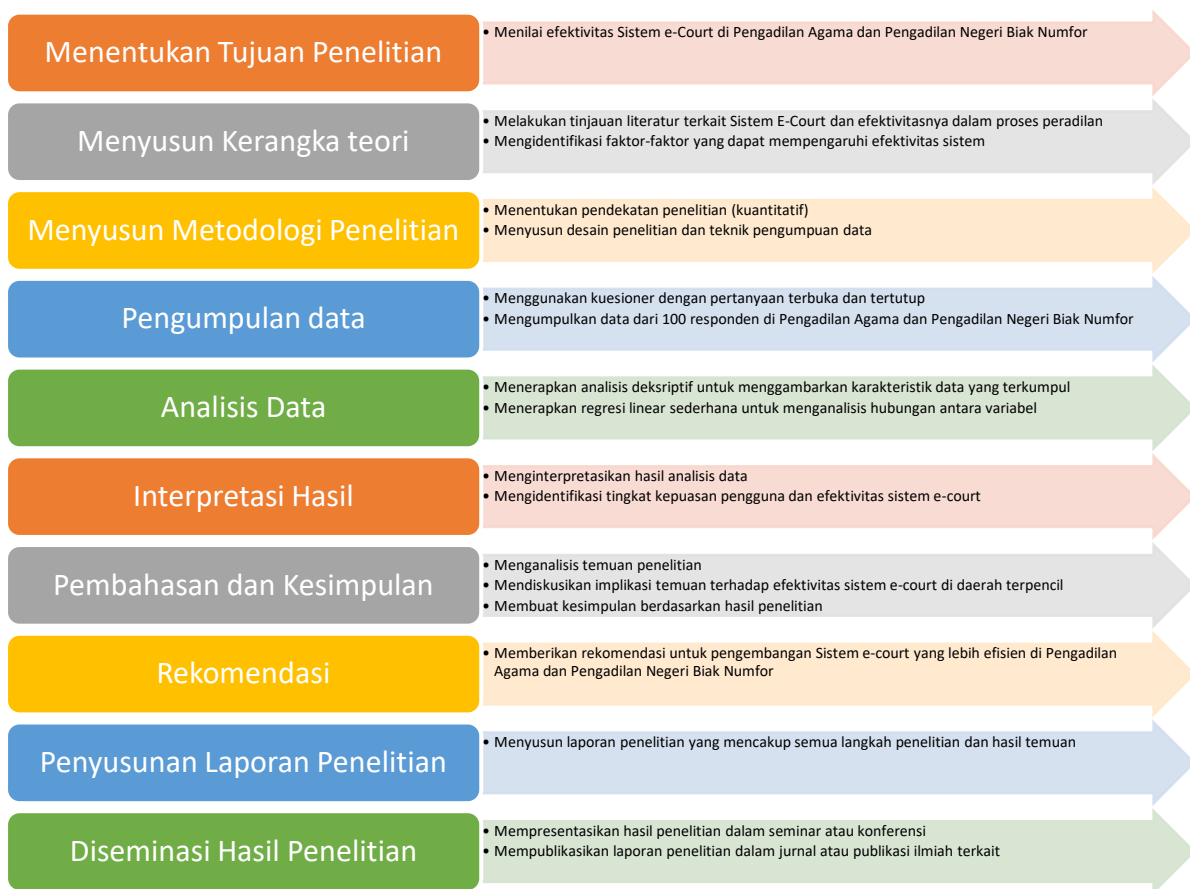 Menentukan Tujuan Penelitian
• Menilai efektivitas Sistem e-Court di Pengadilan Agama dan Pengadilan Negeri Biak Numfor
Menyusun Kerangka teori
• Melakukan tinjauan literatur terkait Sistem E-Court dan efektivitasnya dalam proses peradilan
• Mengidentifikasi faktor-faktor yang dapat mempengaruhi efektivitas sistem
Menyusun Metodologi Penelitian
• Menentukan pendekatan penelitian (kuantitatif)
• Menyusun desain penelitian dan teknik pengumpuan data
Pengumpulan data
• Menggunakan kuesioner dengan pertanyaan terbuka dan tertutup
• Mengumpulkan data dari 100 responden di Pengadilan Agama dan Pengadilan Negeri Biak Numfor
Analisis Data
• Menerapkan analisis deksriptif untuk menggambarkan karakteristik data yang terkumpul
• Menerapkan regresi linear sederhana untuk menganalisis hubungan antara variabel
Interpretasi Hasil
• Menginterpretasikan hasil analisis data
• Mengidentifikasi tingkat kepuasan pengguna dan efektivitas sistem e-court
Pembahasan dan Kesimpulan
• Menganalisis temuan penelitian
• Mendiskusikan implikasi temuan terhadap efektivitas sistem e-court di daerah terpencil
• Membuat kesimpulan berdasarkan hasil penelitian
Rekomendasi
• Memberikan rekomendasi untuk pengembangan Sistem e-court yang lebih efisien di Pengadilan
Agama dan Pengadilan Negeri Biak Numfor
Penyusunan Laporan Penelitian
• Menyusun laporan penelitian yang mencakup semua langkah penelitian dan hasil temuan
Diseminasi Hasil Penelitian
• Mempresentasikan hasil penelitian dalam seminar atau konferensi
• Mempublikasikan laporan penelitian dalam jurnal atau publikasi ilmiah terkait